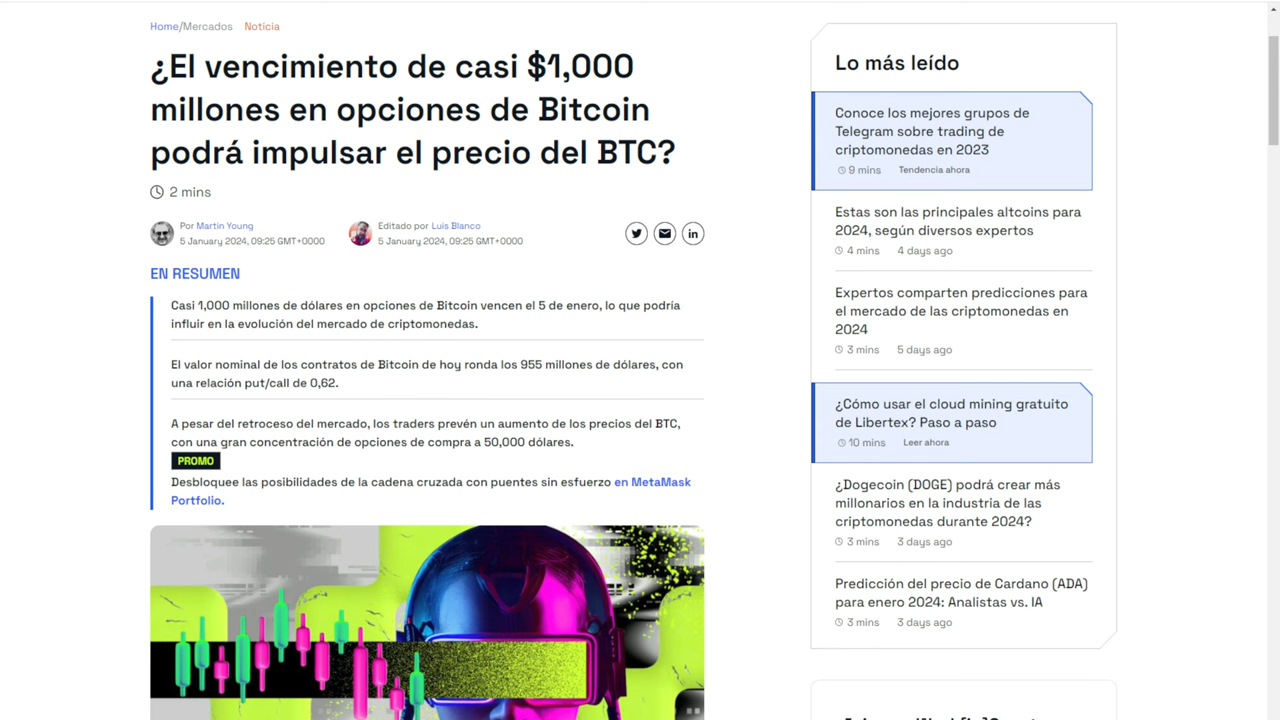 Home/Mercados Noticia
¿El vencimiento de casi $1,000
millones en opciones de Bitcoin
podrá impulsar el precio del BTC?
2 mins
Por Martin Young
5 January 2024, 09:25 GMT+0000
Editado por Luis Blanco
5 January 2024, 09:25 GMT+0000
in
EN RESUMEN
Casi 1,000 millones de dólares en opciones de Bitcoin vencen el 5 de enero, lo que podría
influir en la evolución del mercado de criptomonedas.
El valor nominal de los contratos de Bitcoin de hoy ronda los 955 millones de dólares, con
una relación put/call de 0,62.
A pesar del retroceso del mercado, los traders prevén un aumento de los precios del BTC,
con una gran concentración de opciones de compra a 50,000 dólares.
PROMO
Desbloquee las posibilidades de la cadena cruzada con puentes sin esfuerzo en MetaMask
Portfolio.
Lo más leído
Conoce los mejores grupos de
Telegram sobre trading de
criptomonedas en 2023
9 mins Tendencia ahora
Estas son las principales altcoins para
2024, según diversos expertos
4 mins 4 days ago
Expertos comparten predicciones para
el mercado de las criptomonedas en
2024
3 mins 5 days ago
¿Cómo usar el cloud mining gratuito
de Libertex? Paso a paso
10 mins Leer ahora
¿Dogecoin (DOGE) podrá crear más
millonarios en la industria de las
criptomonedas durante 2024?
3 mins 3 days ago
Predicción del precio de Cardano (ADA)
para enero 2024: Analistas vs. IA
3 mins 3 days ago